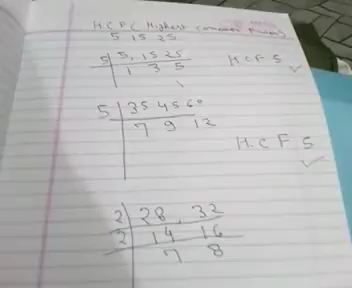 H.C.F ( Highest common
5 15 25
5 | 5, 15 25
1 3 5 H.C.F 5 ✓
5 | 35 45 60
7 9 12
H.C.F 5 ✓
2 | 28, 32
2 | 14 16
7 8